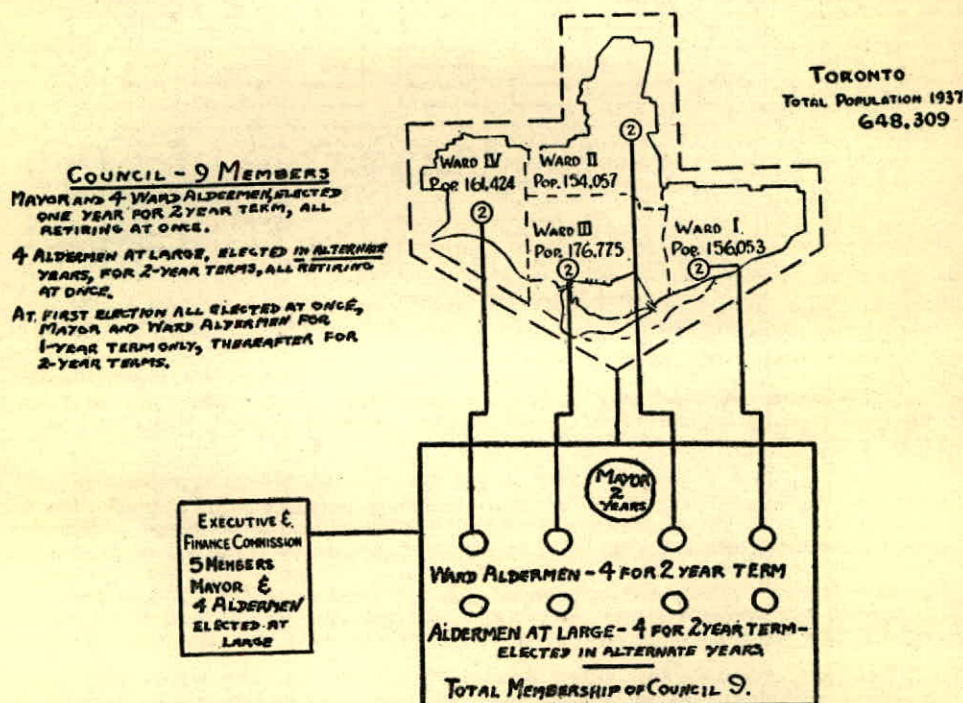 TORONTO
TOTAL POPULATION 1937
648,309
COUNCIL - 9 MEMBERS
MAYOR AND 4 WARD ALDERMEN, ELECTED
ONE YEAR FOR 2 YEAR TERM, ALL
RETIRING AT ONCE.
4 ALDERMEN AT LARGE, ELECTED IN ALTERNATE
YEARS, FOR 2-YEAR TERMS, ALL RETIRING
AT ONCE.
AT FIRST ELECTION ALL ELECTED AT ONCE,
MAYOR AND WARD ALDERMEN FOR
1-YEAR TERM ONLY, THEREAFTER FOR
2-YEAR TERMS.
2
WARD IV
POP. 161,424
2
WARD II
POP. 154,057
WARD III
POP. 176,775
2
WARD I.
POP. 156,053
2
MAYOR
2
YEARS
EXECUTIVE &
FINANCE COMMISSION
5 MEMBERS
MAYOR &
4 ALDERMEN
ELECTED AT
LARGE
WARD ALDERMEN - 4 FOR 2 YEAR TERM
ALDERMEN AT LARGE - 4 FOR 2 YEAR TERM -
ELECTED IN ALTERNATE YEARS
TOTAL MEMBERSHIP OF COUNCIL 9.